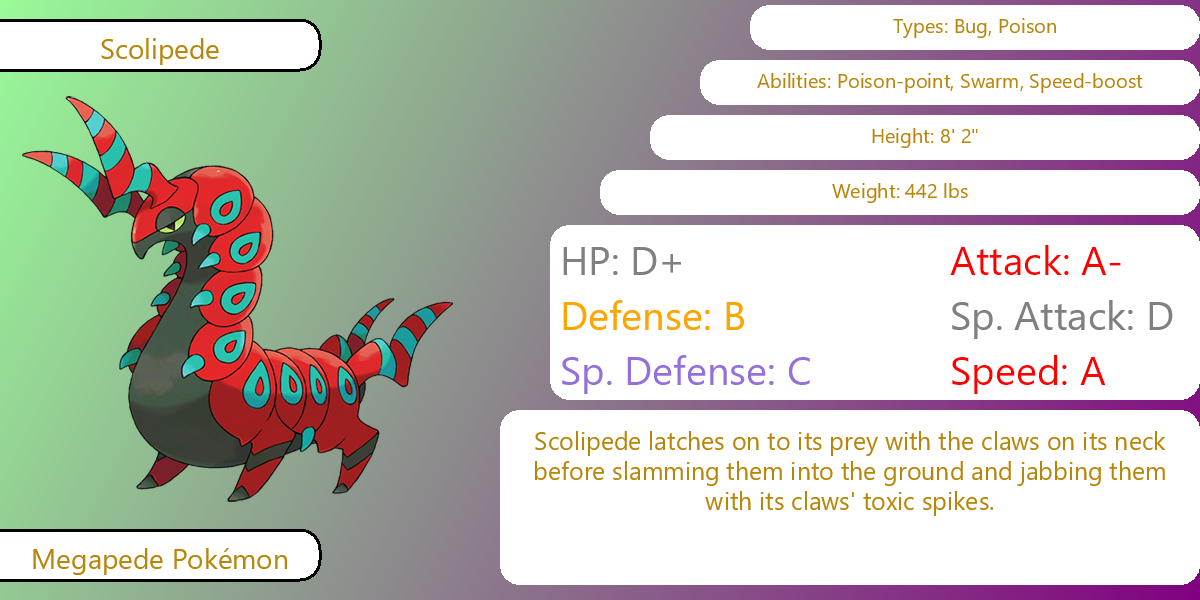 Scolipede
Types: Bug, Poison
Abilities: Poison-point, Swarm, Speed-boost
Height: 8' 2"
Weight: 442 lbs
HP: D+
Attack: A-
Defense: B
Sp. Attack: D
Sp. Defense: C
Speed: A
Scolipede latches on to its prey with the claws on its neck
before slamming them into the ground and jabbing them
with its claws' toxic spikes.
Megapede Pokémon